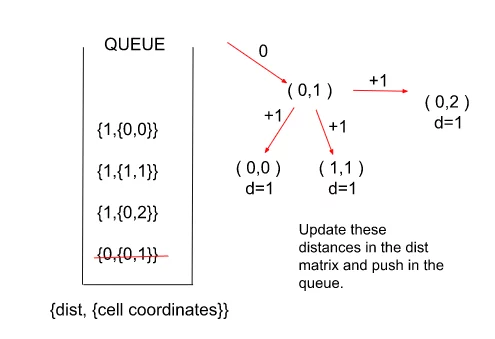 QUEUE
{1,{0,0}}
{1,{1,1}}
{1,{0,2}}
{0,{0,1}}
{dist, {cell coordinates}}
0
( 0,1 )
+1
( 0,2 )
d=1
+1
+1
( 0,0 )
d=1
( 1,1 )
d=1
Update these
distances in the dist
matrix and push in the
queue.